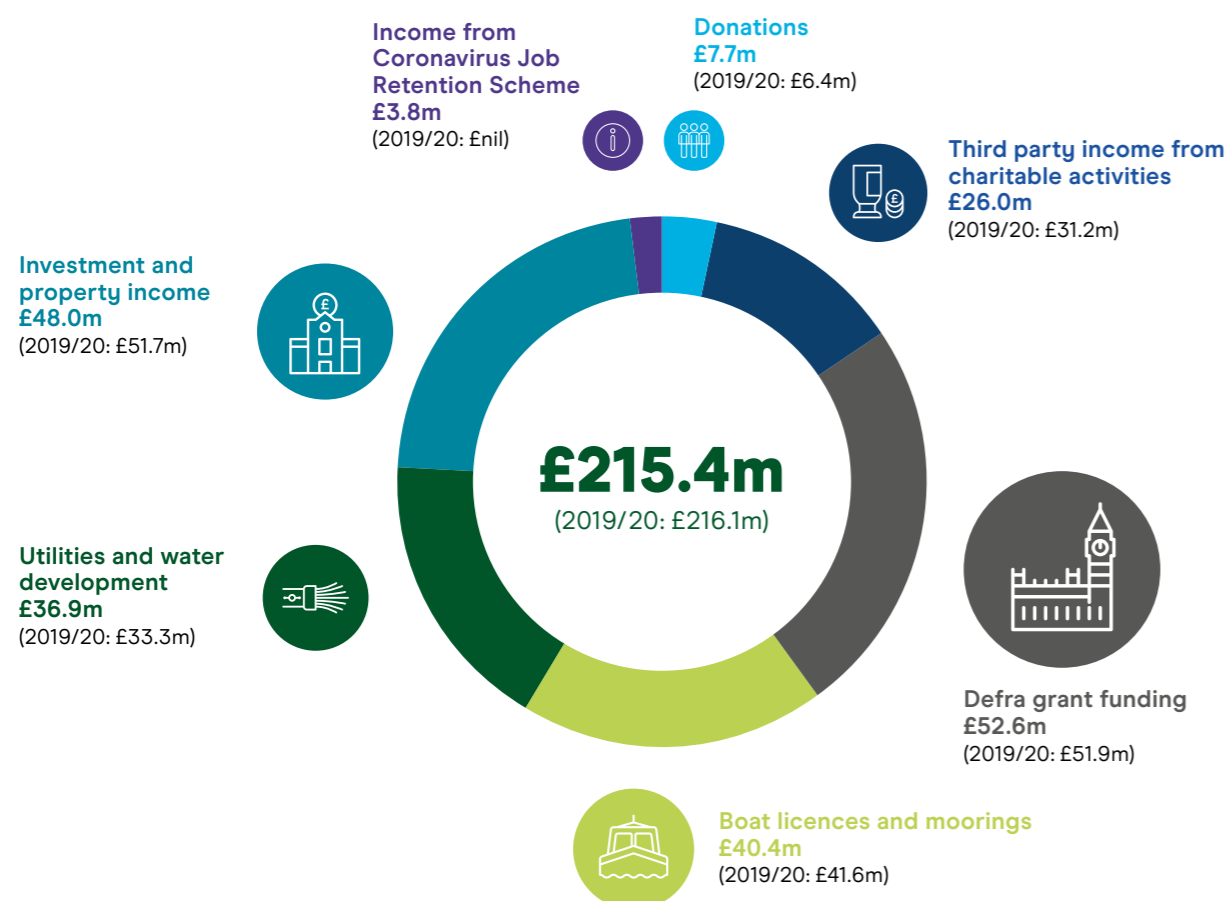 Income from
Coronavirus Job
Retention Scheme
£3.8m
(2019/20: £nil)
Donations
£7.7m
(2019/20: £6.4m)
Third party income from
charitable activities
£26.0m
(2019/20: £31.2m)
Investment and
property income
£48.0m
(2019/20: £51.7m)
£
£
i
£215.4m
(2019/20: £216.1m)
Utilities and water
development
£36.9m
(2019/20: £33.3m)
Defra grant funding
£52.6m
(2019/20: £51.9m)
Boat licences and moorings
£40.4m
(2019/20: £41.6m)